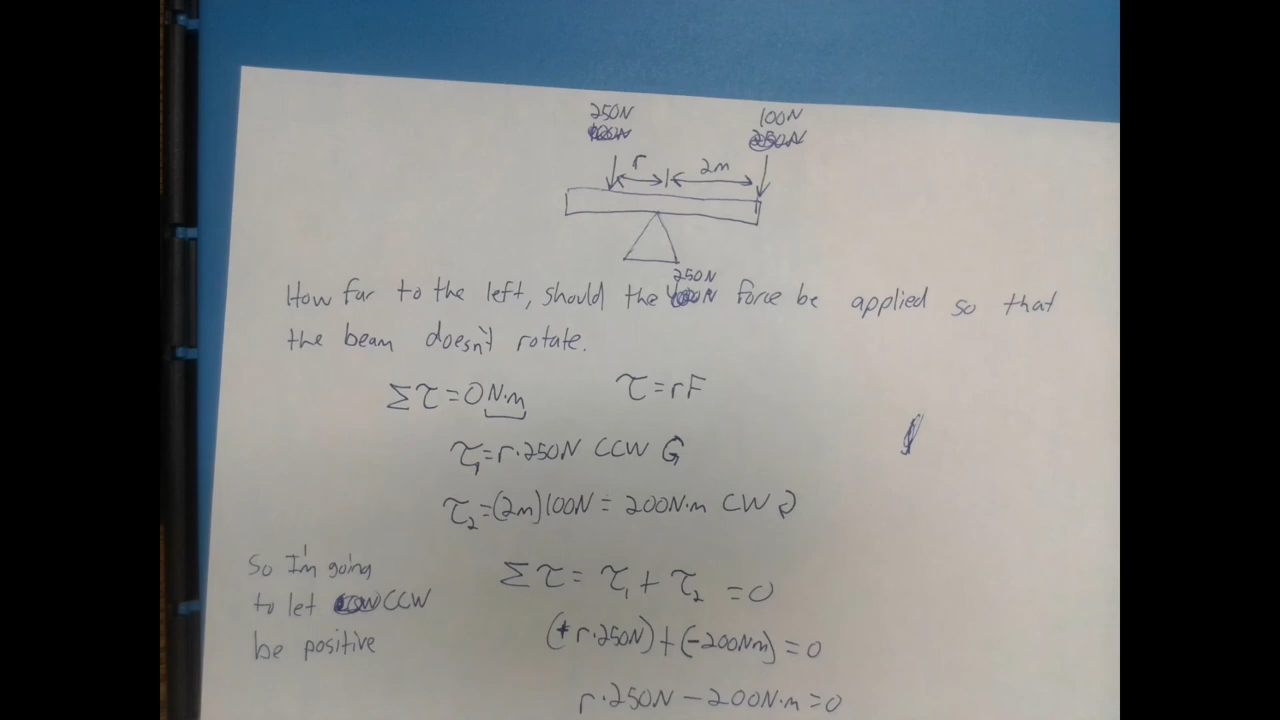 250N
100N
250N
r
2m
How far to the left, should the 250N force be applied so that
the beam doesn't rotate.
Στ=0N·m
τ=rF
τ₁=r·250N CCW
τ₂=(2m)100N = 200N·m CW
So I'm going
to let CCW
be positive
Στ = τ₁ + τ₂ = 0
(+r·250N)+(-200Nm)=0
r·250N - 200N·m=0